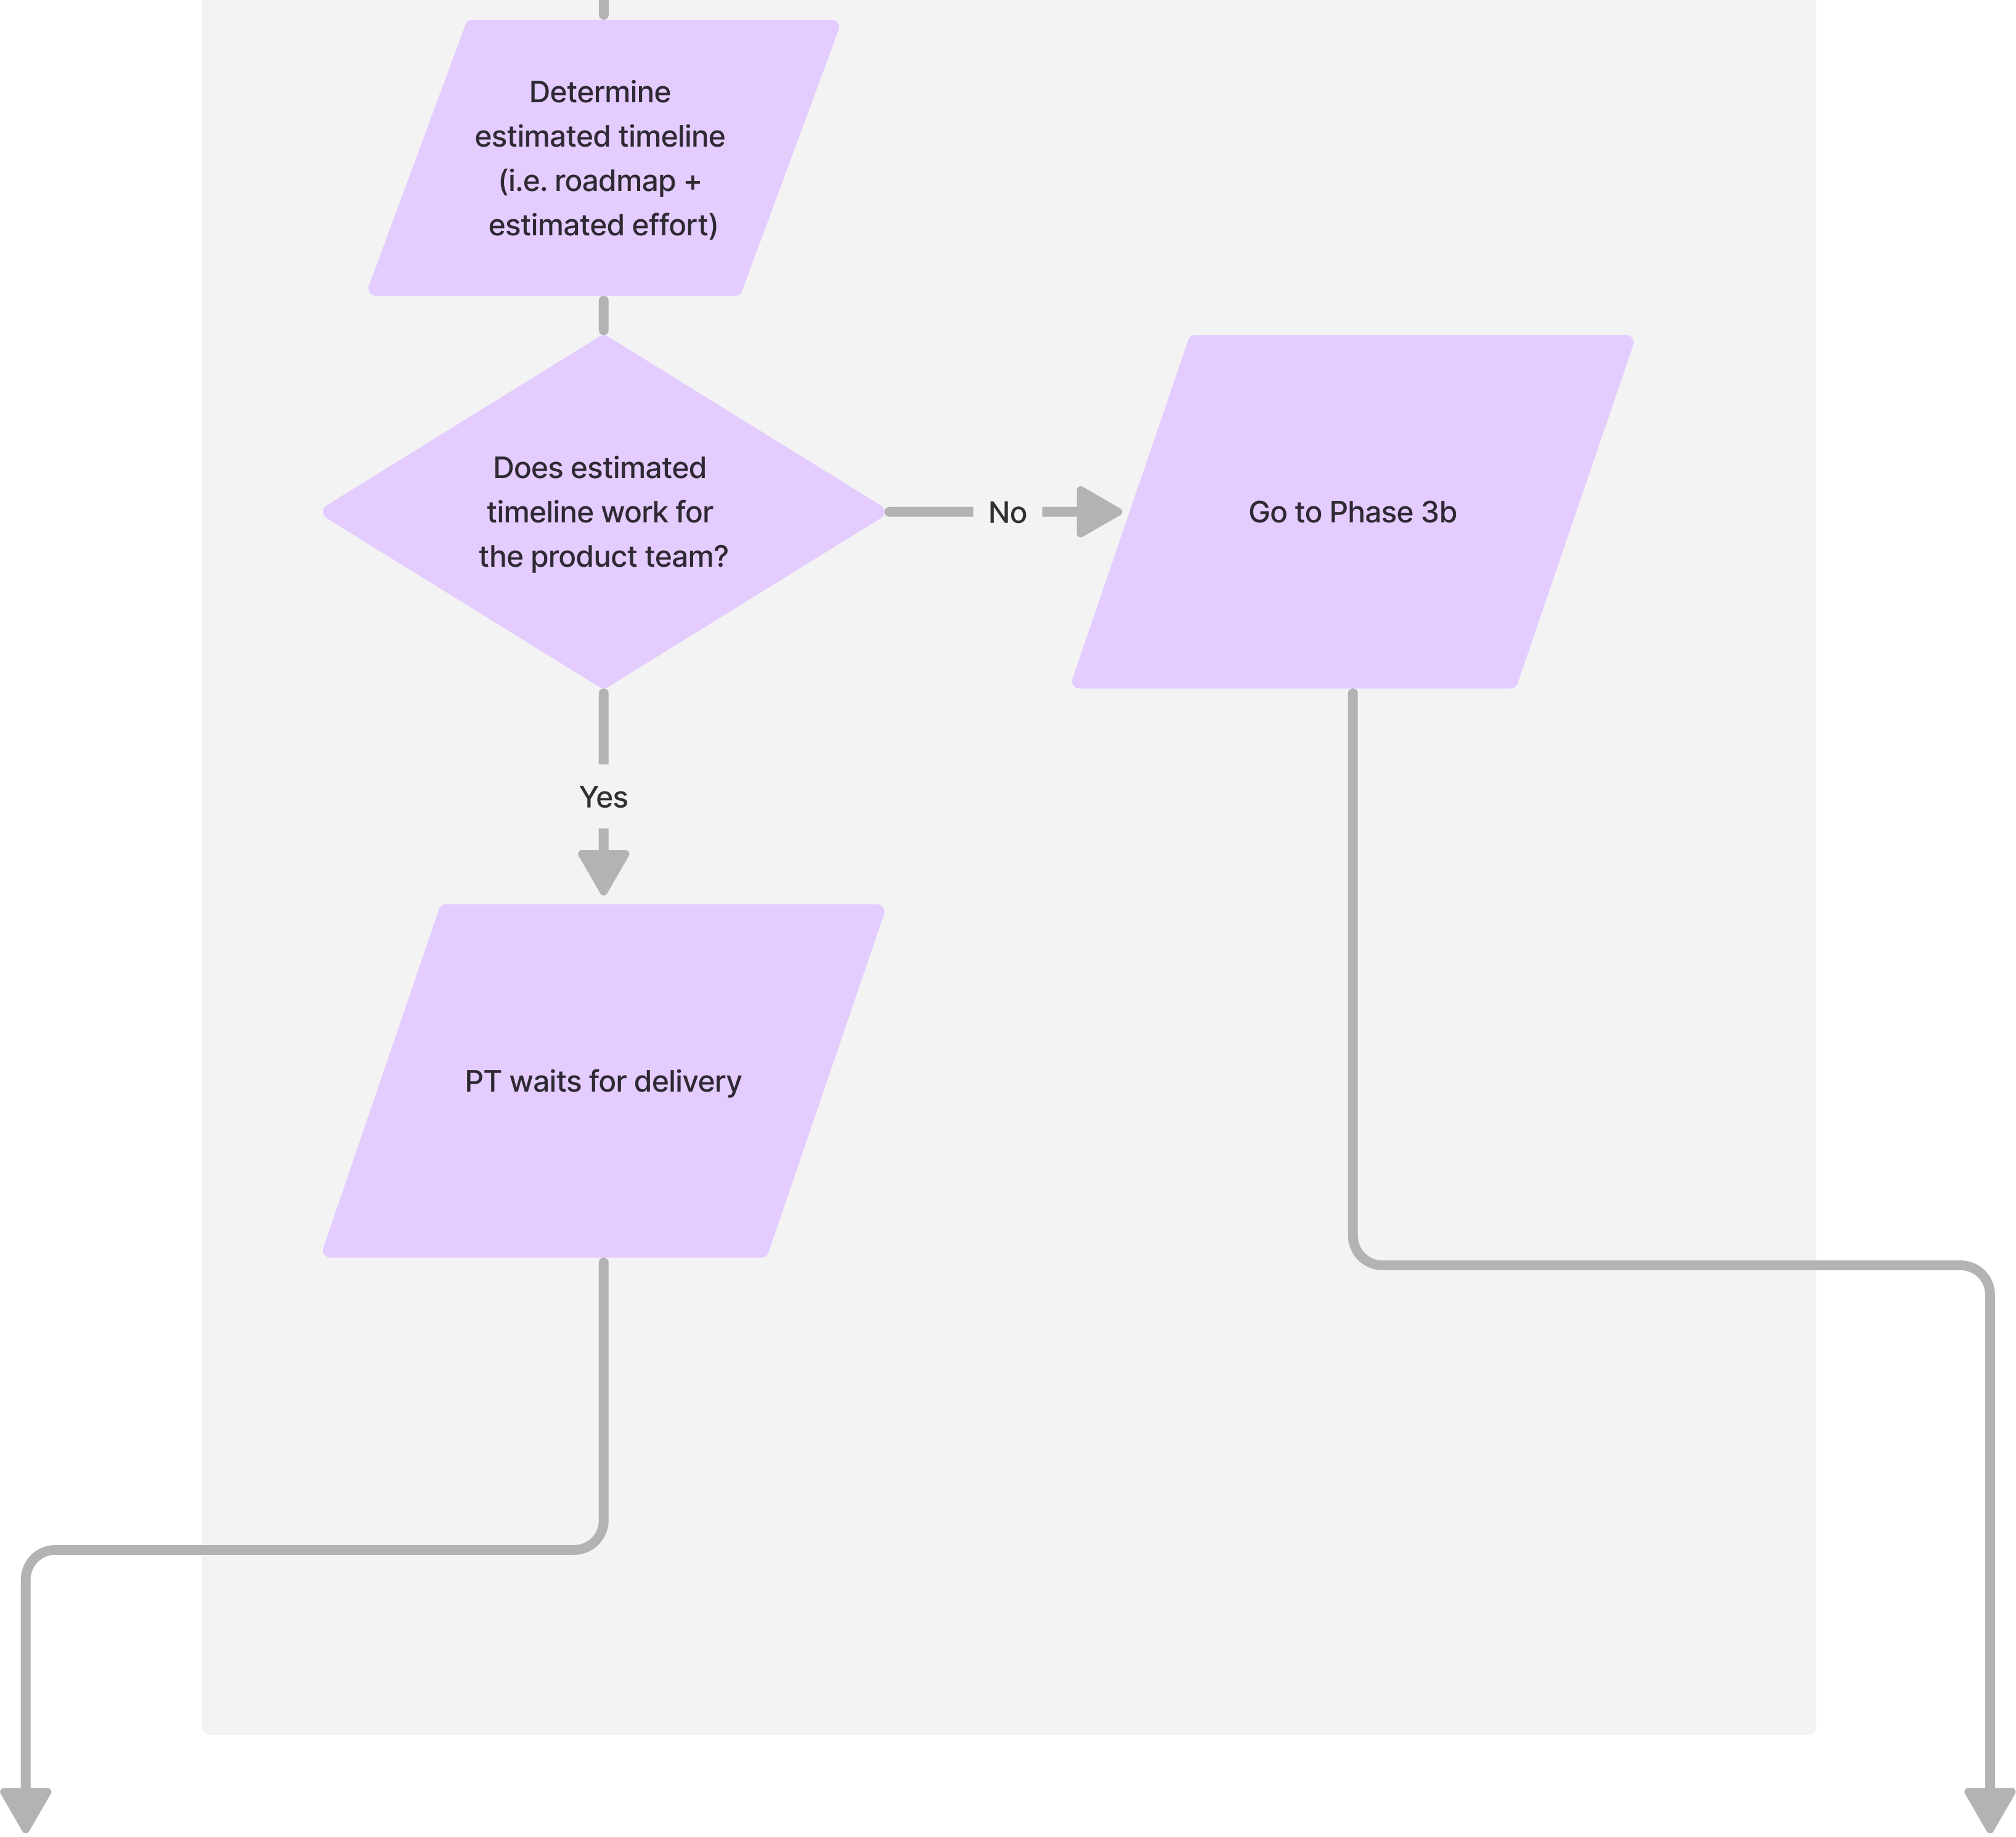 Determine
estimated timeline
(i.e. roadmap +
estimated effort)
Does estimated
timeline work for
the product team?
No
Go to Phase 3b
Yes
PT waits for delivery